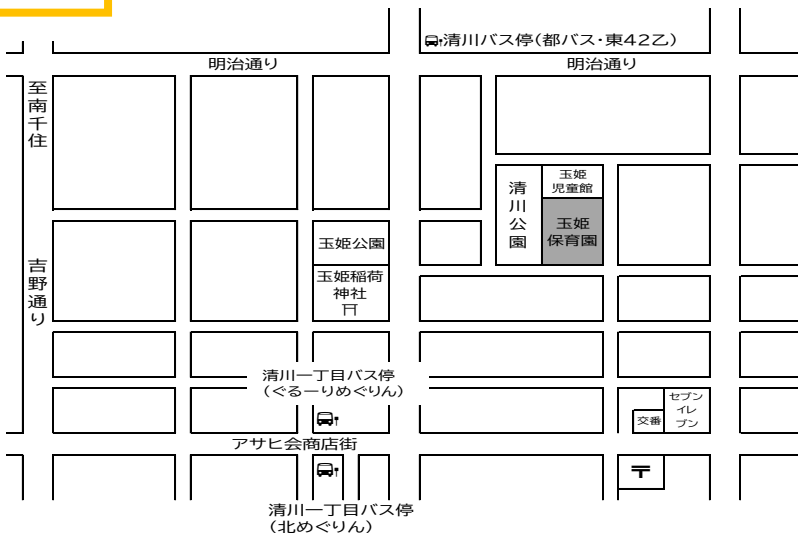 清川バス停(都バス・東42乙)
明治通り
明治通り
至南千住
玉姫
児童館
清川公園
玉姫
保育園
玉姫公園
吉野通り
玉姫稲荷
神社
清川一丁目バス停
(ぐるーりめぐりん)
セブン
イレ
ブン
交番
アサヒ会商店街
〒
清川一丁目バス停
(北めぐりん)